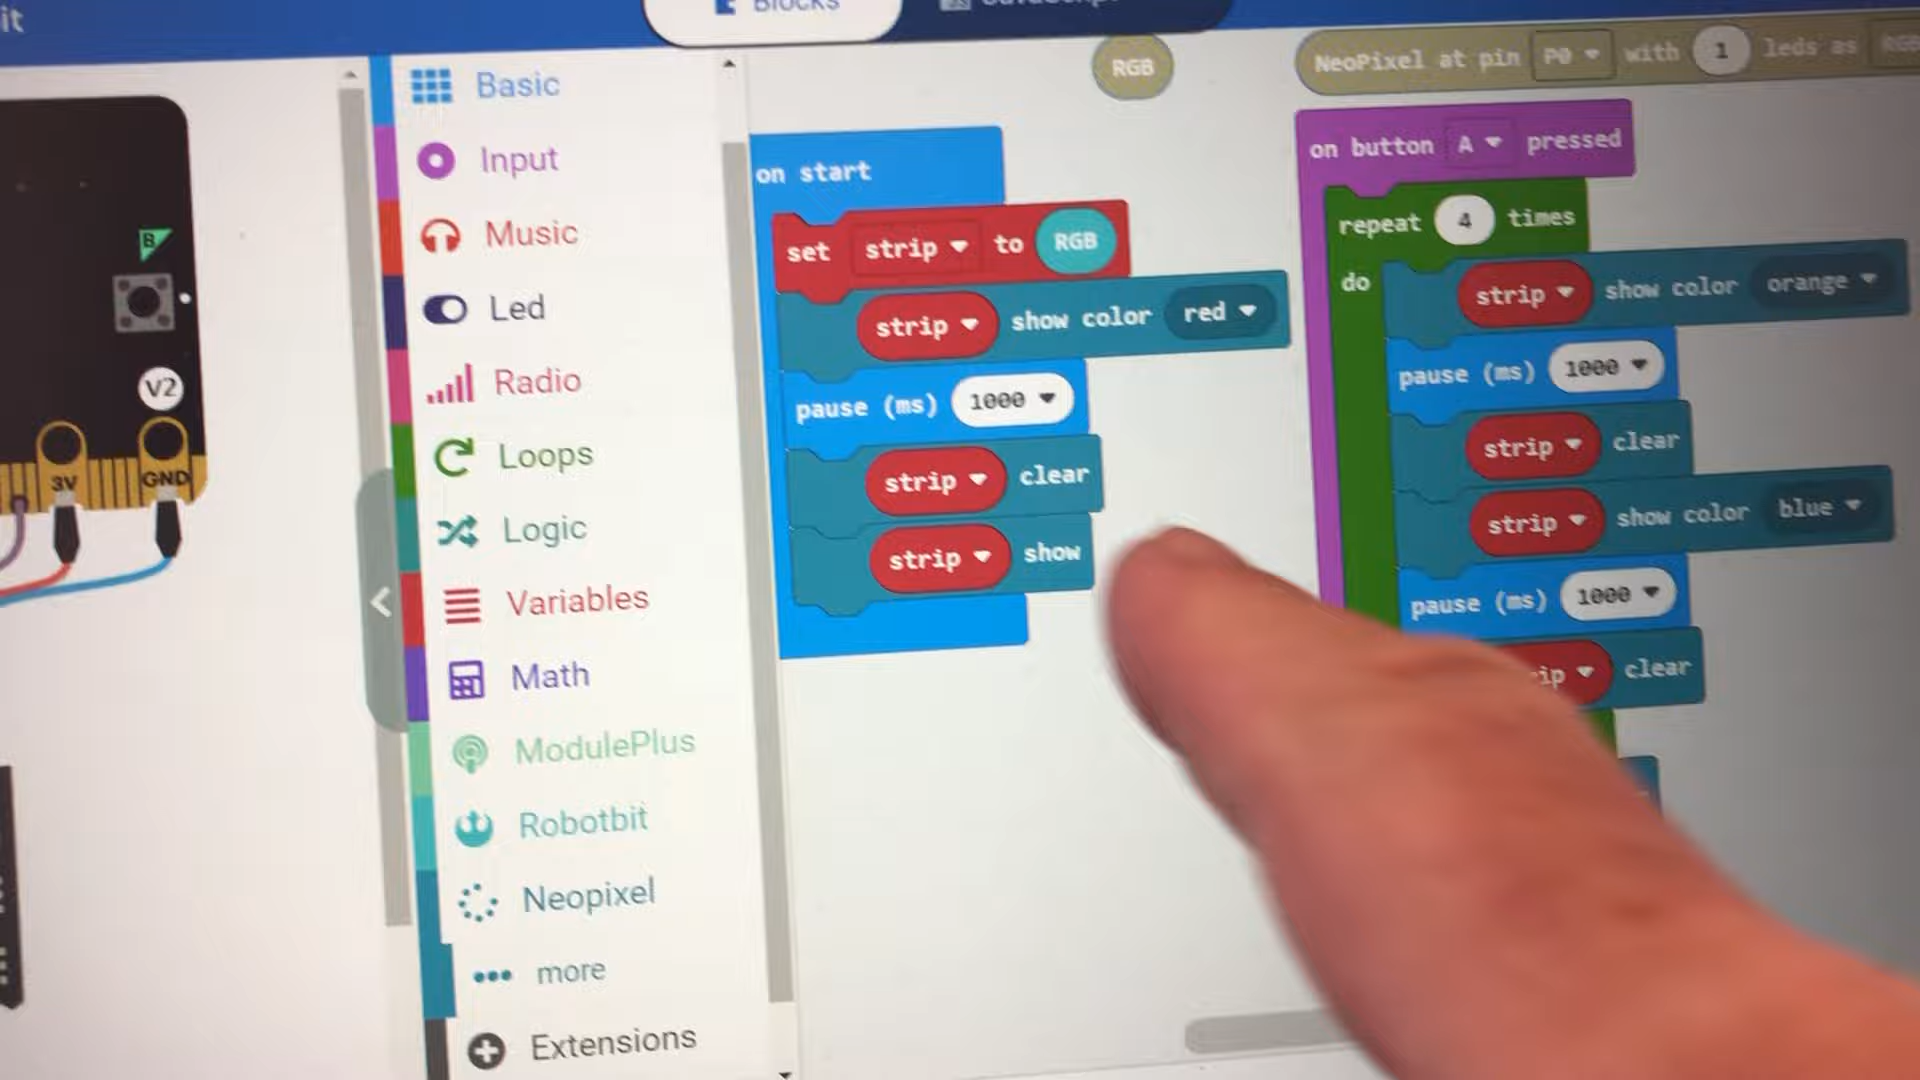 it
Blocks
B
V2
3V
GND
Basic
Input
Music
Led
Radio
Loops
Logic
Variables
Math
ModulePlus
Robotbit
Neopixel
more
Extensions
RGB
on start
set strip to RGB
strip show color red
pause (ms) 1000
strip clear
strip show
NeoPixel at pin P0 with 1 leds as
on button A pressed
repeat 4 times
do
strip show color orange
pause (ms) 1000
strip clear
strip show color blue
pause (ms) 1000
ip clear